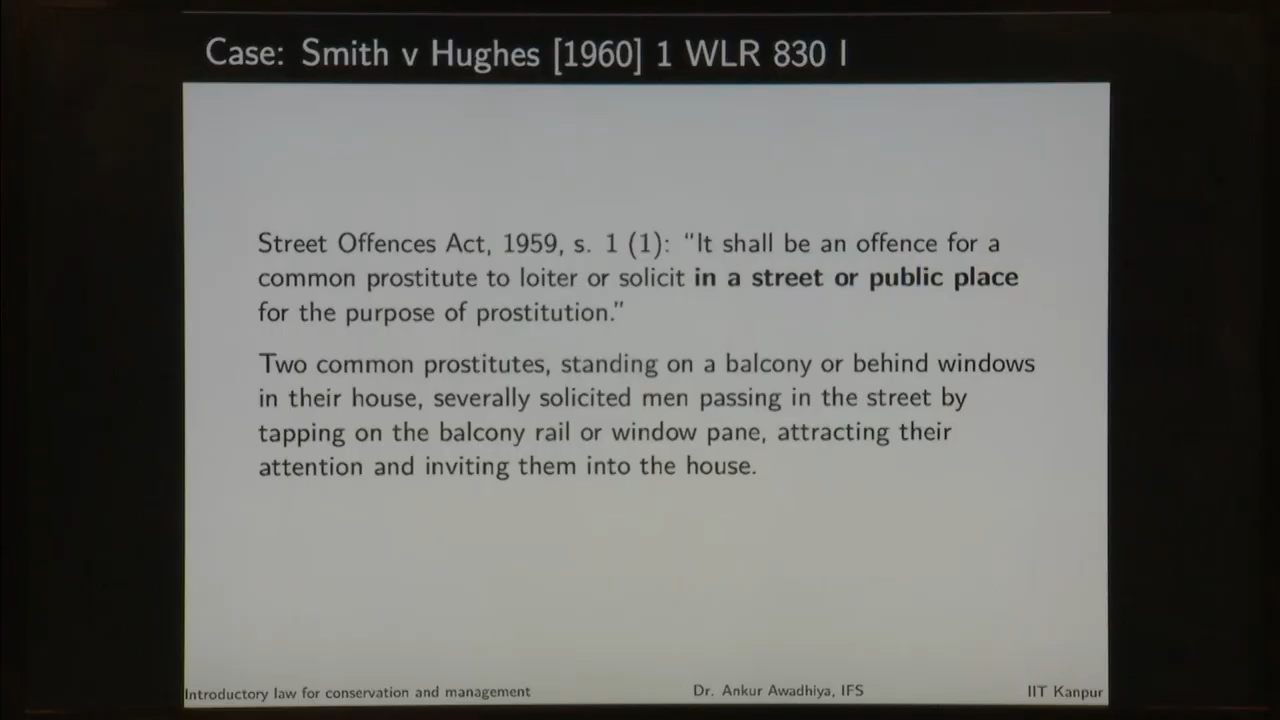 Case: Smith v Hughes [1960] 1 WLR 830 I
Street Offences Act, 1959, s. 1 (1): “It shall be an offence for a
common prostitute to loiter or solicit in a street or public place
for the purpose of prostitution.”
Two common prostitutes, standing on a balcony or behind windows
in their house, severally solicited men passing in the street by
tapping on the balcony rail or window pane, attracting their
attention and inviting them into the house.
Introductory law for conservation and management Dr. Ankur Awadhiya, IFS IIT Kanpur